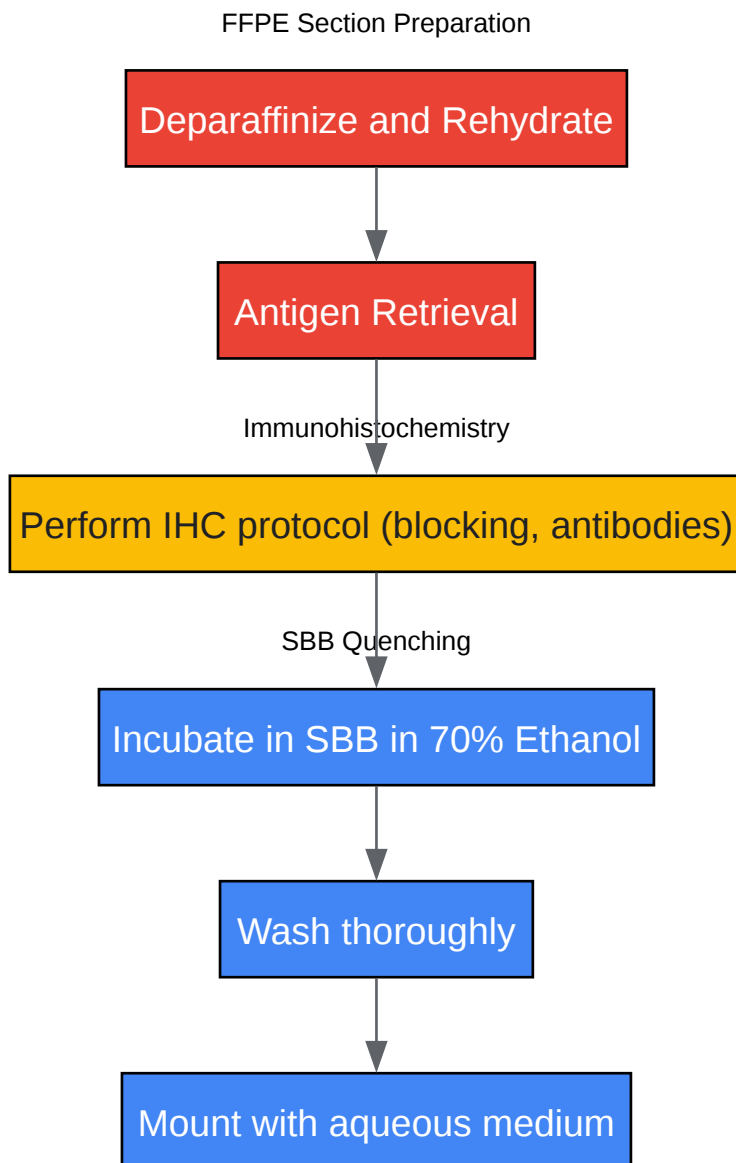 FFPE Section Preparation
Deparaffinize and Rehydrate
Antigen Retrieval
Immunohistochemistry
Perform IHC protocol (blocking, antibodies)
SBB Quenching
Incubate in SBB in 70% Ethanol
Wash thoroughly
Mount with aqueous medium